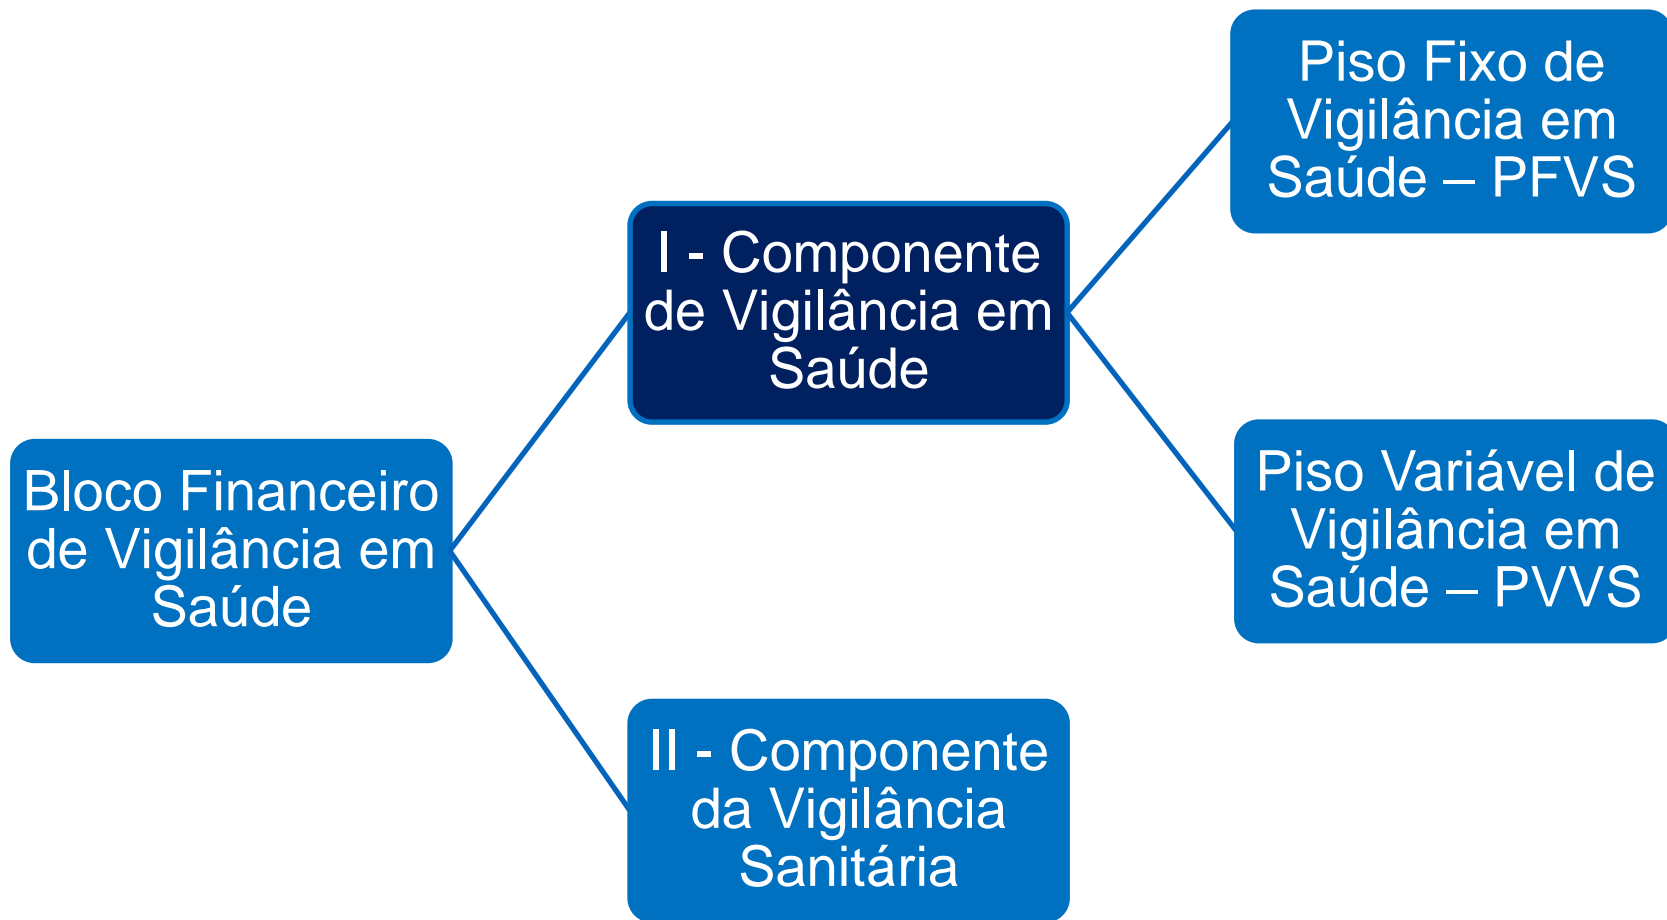 Bloco Financeiro
de Vigilância em
Saúde
I - Componente
de Vigilância em
Saúde
Piso Fixo de
Vigilância em
Saúde – PFVS
Piso Variável de
Vigilância em
Saúde – PVVS
II - Componente
da Vigilância
Sanitária